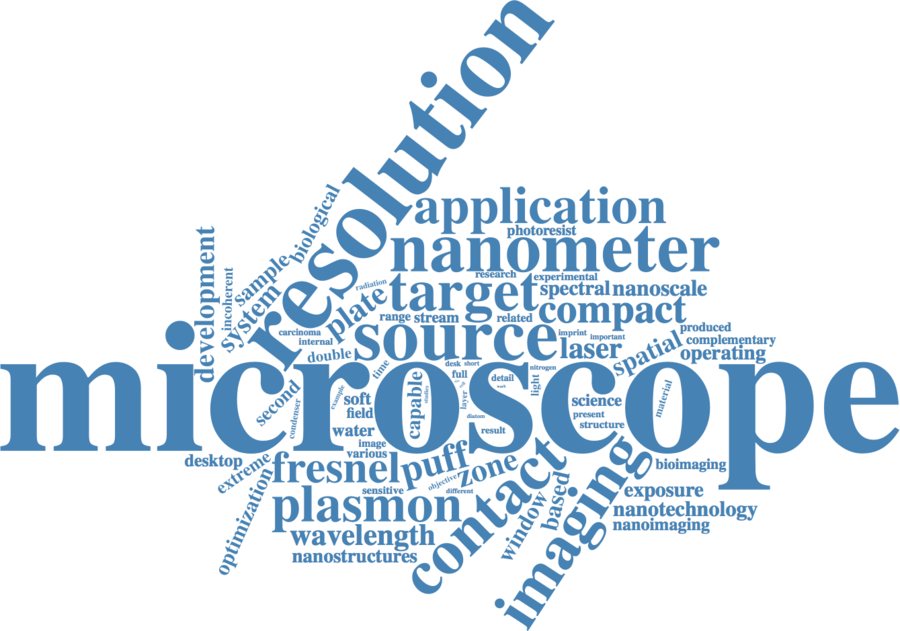 resolution
application
photoresist
nanometer
biological
development
incoherent
sample
system
research
experimental
radiation
plate
target
spectral
nanoscale
compact
range
stream
related
carcinoma
internal
double
source
imprint
important
laser
spatial
produced
complementary
operating
microscope
time
desk
short
full
detail
nitrogen
light
second
condenser
example
soft
field
capable
studies
layer
diatom
science
present
structure
material
water
image
various
result
desktop
extreme
optimization
fresnel
puff
zone
objective
sensitive
different
plasmon
wavelength
nanostructures
contact
window
based
imaging
bioimaging
exposure
nanotechnology
nanoimaging